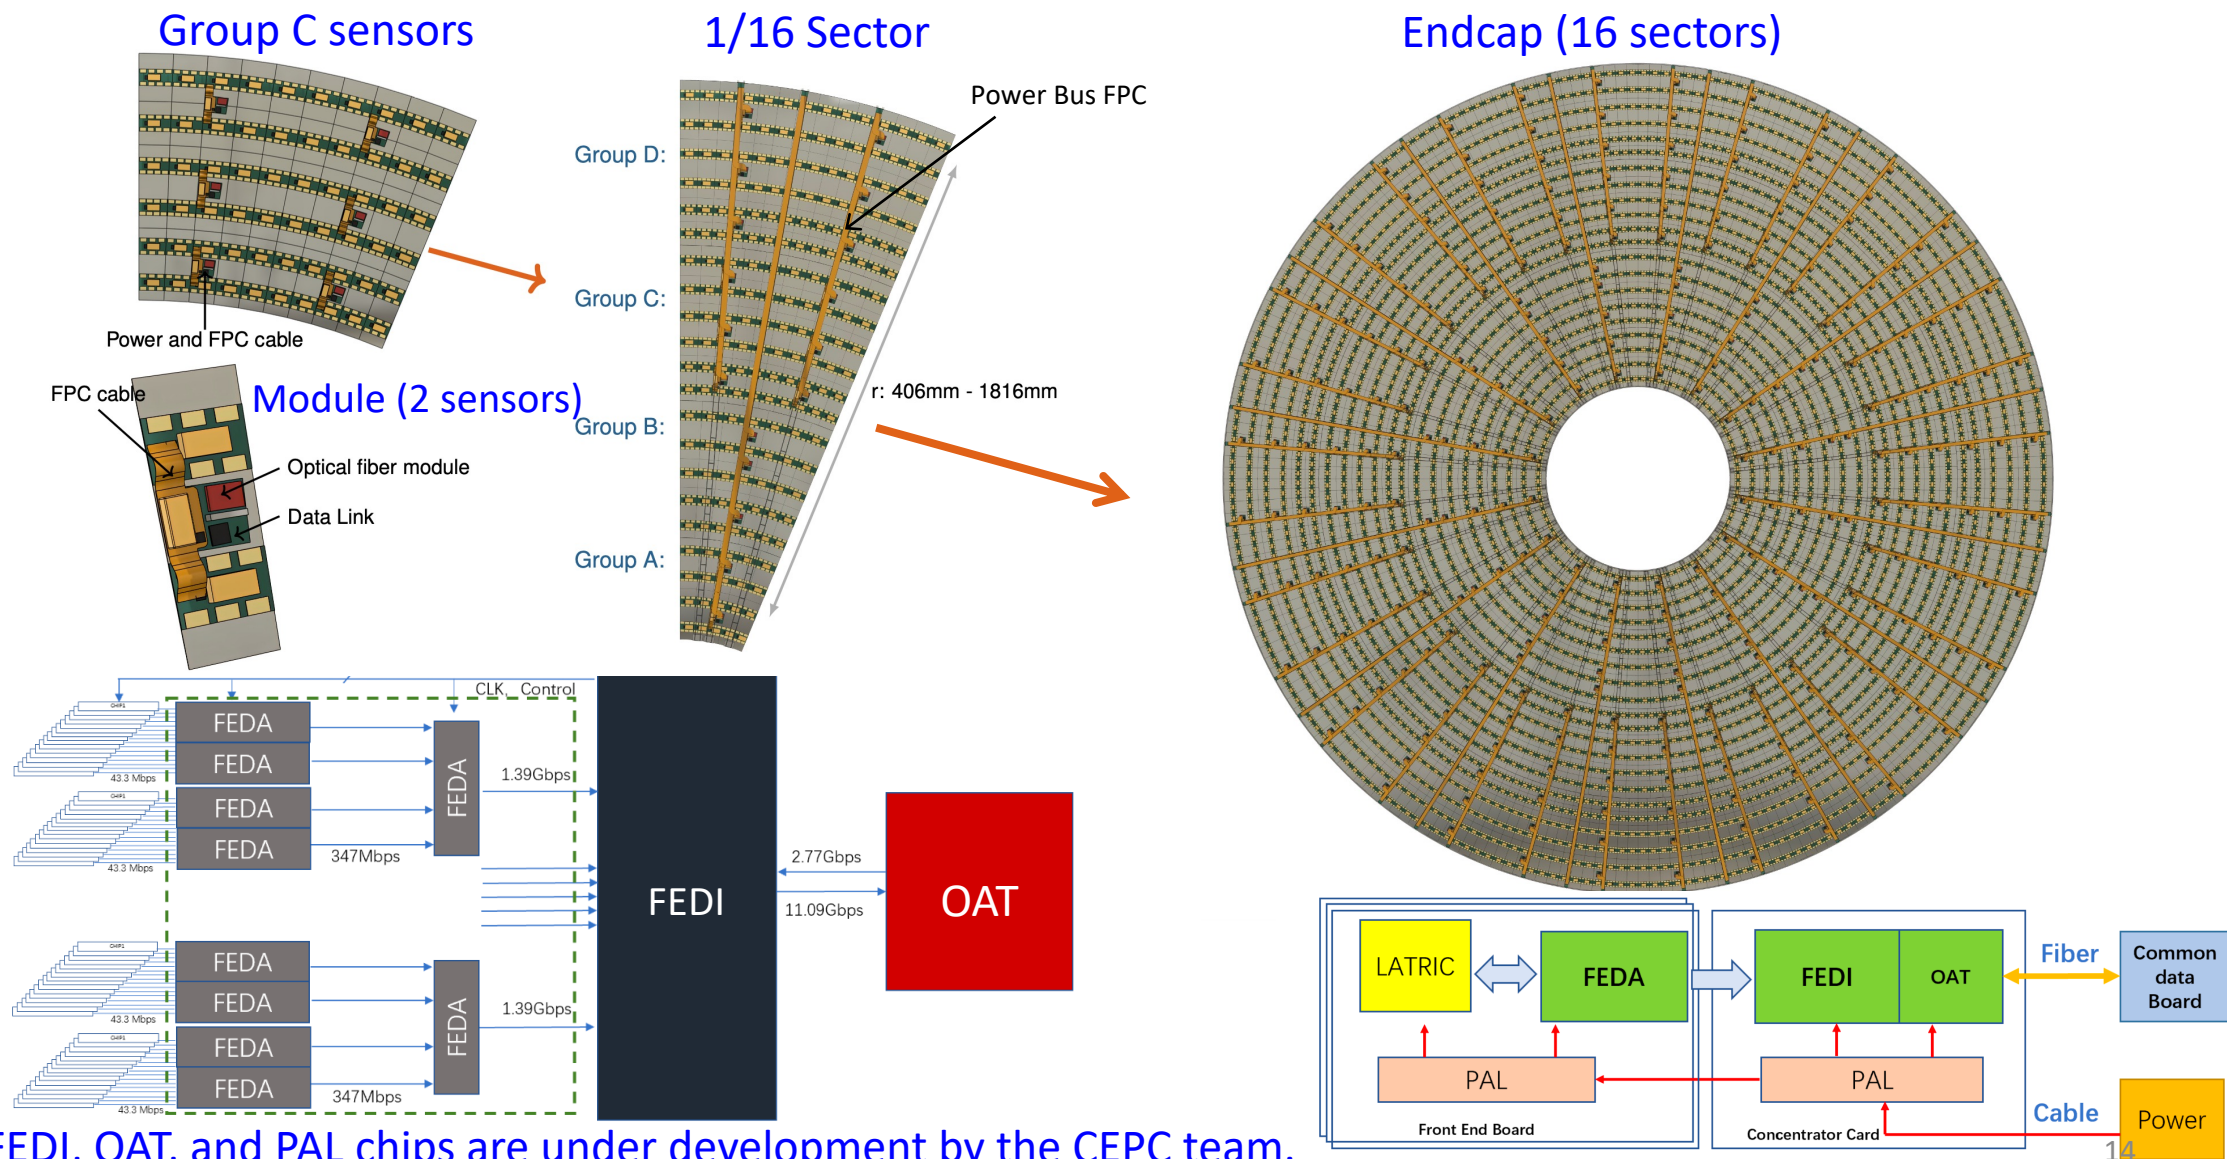 Group C sensors
1/16 Sector
Endcap (16 sectors)
Power Bus FPC
Group D:
Group C:
Group B:
Group A:
r: 406mm - 1816mm
Power and FPC cable
Module (2 sensors)
FPC cable
Optical fiber module
Data Link
CLK, Control
CHIP1
FEDA
FEDA
43.3 Mbps
CHIP1
FEDA
FEDA
43.3 Mbps
347Mbps
FEDA
1.39Gbps
CHIP1
FEDA
FEDA
43.3 Mbps
CHIP1
FEDA
FEDA
43.3 Mbps
347Mbps
FEDA
1.39Gbps
FEDI
2.77Gbps
11.09Gbps
OAT
LATRIC
FEDA
FEDI
OAT
Fiber
Common
data
Board
PAL
PAL
Cable
Power
Front End Board
Concentrator Card
FEDI, OAT, and PAL chips are under development by the CEPC team.
14